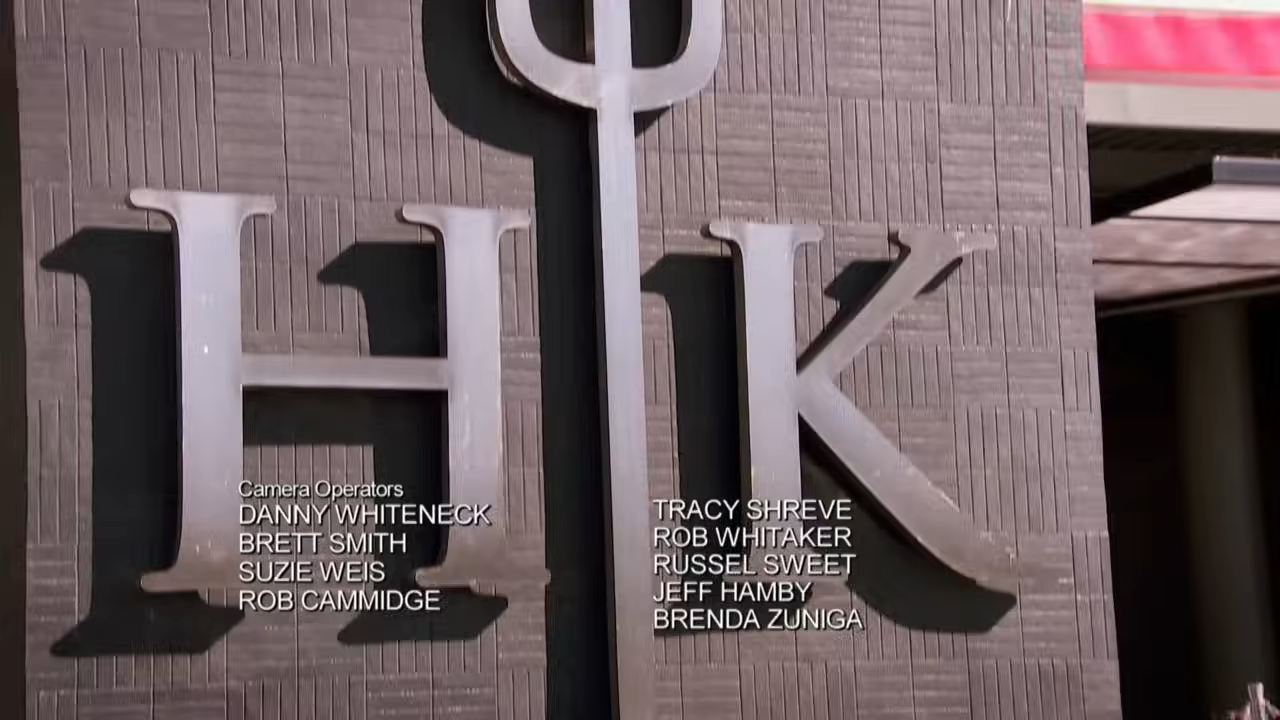 H K
Camera Operators
DANNY WHITENECK
BRETT SMITH
SUZIE WEIS
ROB CAMMIDGE
TRACY SHREVE
ROB WHITAKER
RUSSEL SWEET
JEFF HAMBY
BRENDA ZUNIGA